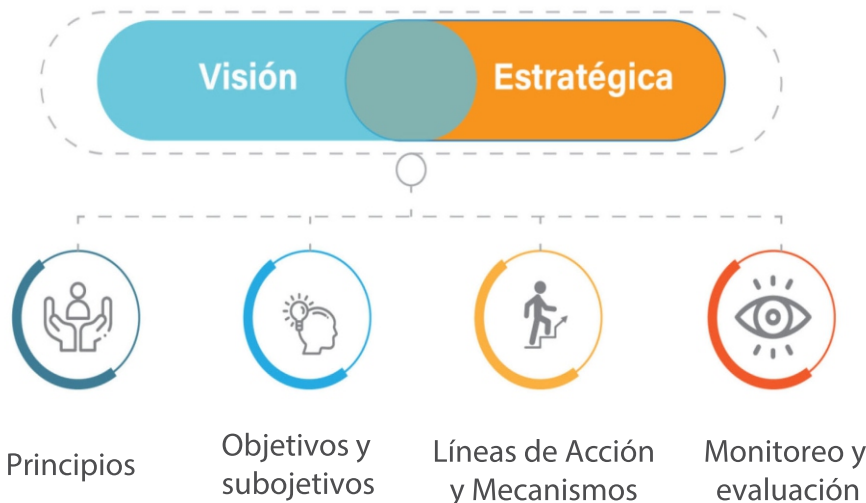 Visión Estratégica
Principios
Objetivos y
subojetivos
Líneas de Acción
y Mecanismos
Monitoreo y
evaluación